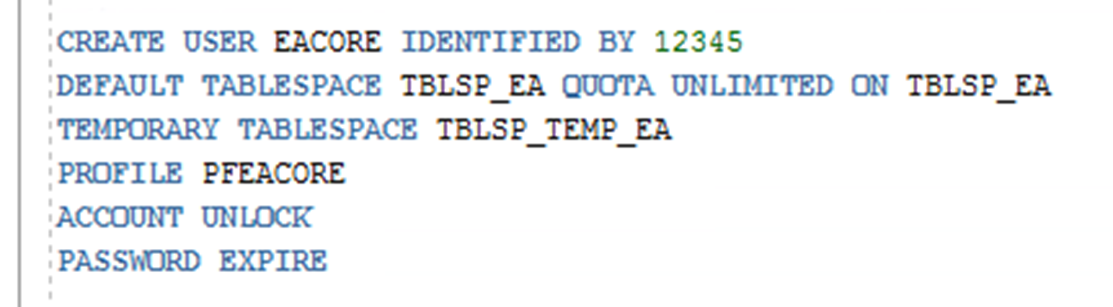 CREATE USER EACORE IDENTIFIED BY 12345
DEFAULT TABLESPACE TBLSP_EA QUOTA UNLIMITED ON TBLSP_EA
TEMPORARY TABLESPACE TBLSP_TEMP_EA
PROFILE PFEACORE
ACCOUNT UNLOCK
PASSWORD EXPIRE